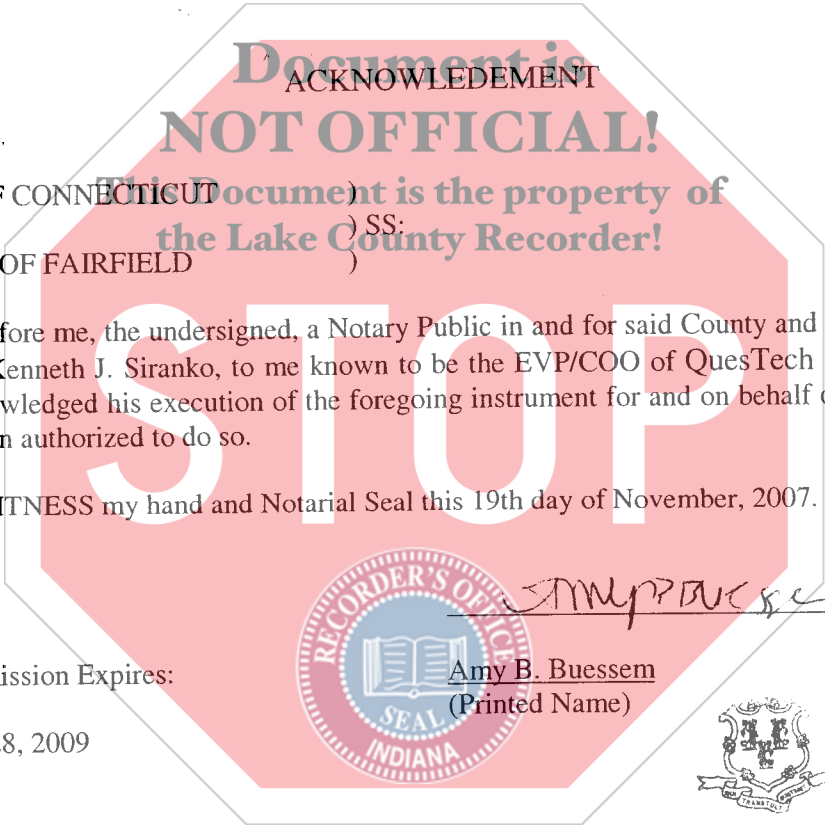 Document is
ACKNOWLEDEMENT
NOT OFFICIAL!
This Document is the property of
CONNECTICUT )
) SS:
the Lake County Recorder!
OF FAIRFIELD )
STOP
fore me, the undersigned, a Notary Public in and for said County and
Kenneth J. Siranko, to me known to be the EVP/COO of QuesTech
wledged his execution of the foregoing instrument for and on behalf
n authorized to do so.
ITNESS my hand and Notarial Seal this 19th day of November, 2007.
RECORDER'S OFFICE
SEAL
INDIANA
ission Expires:
Amy B. Buessem
(Printed Name)
8, 2009